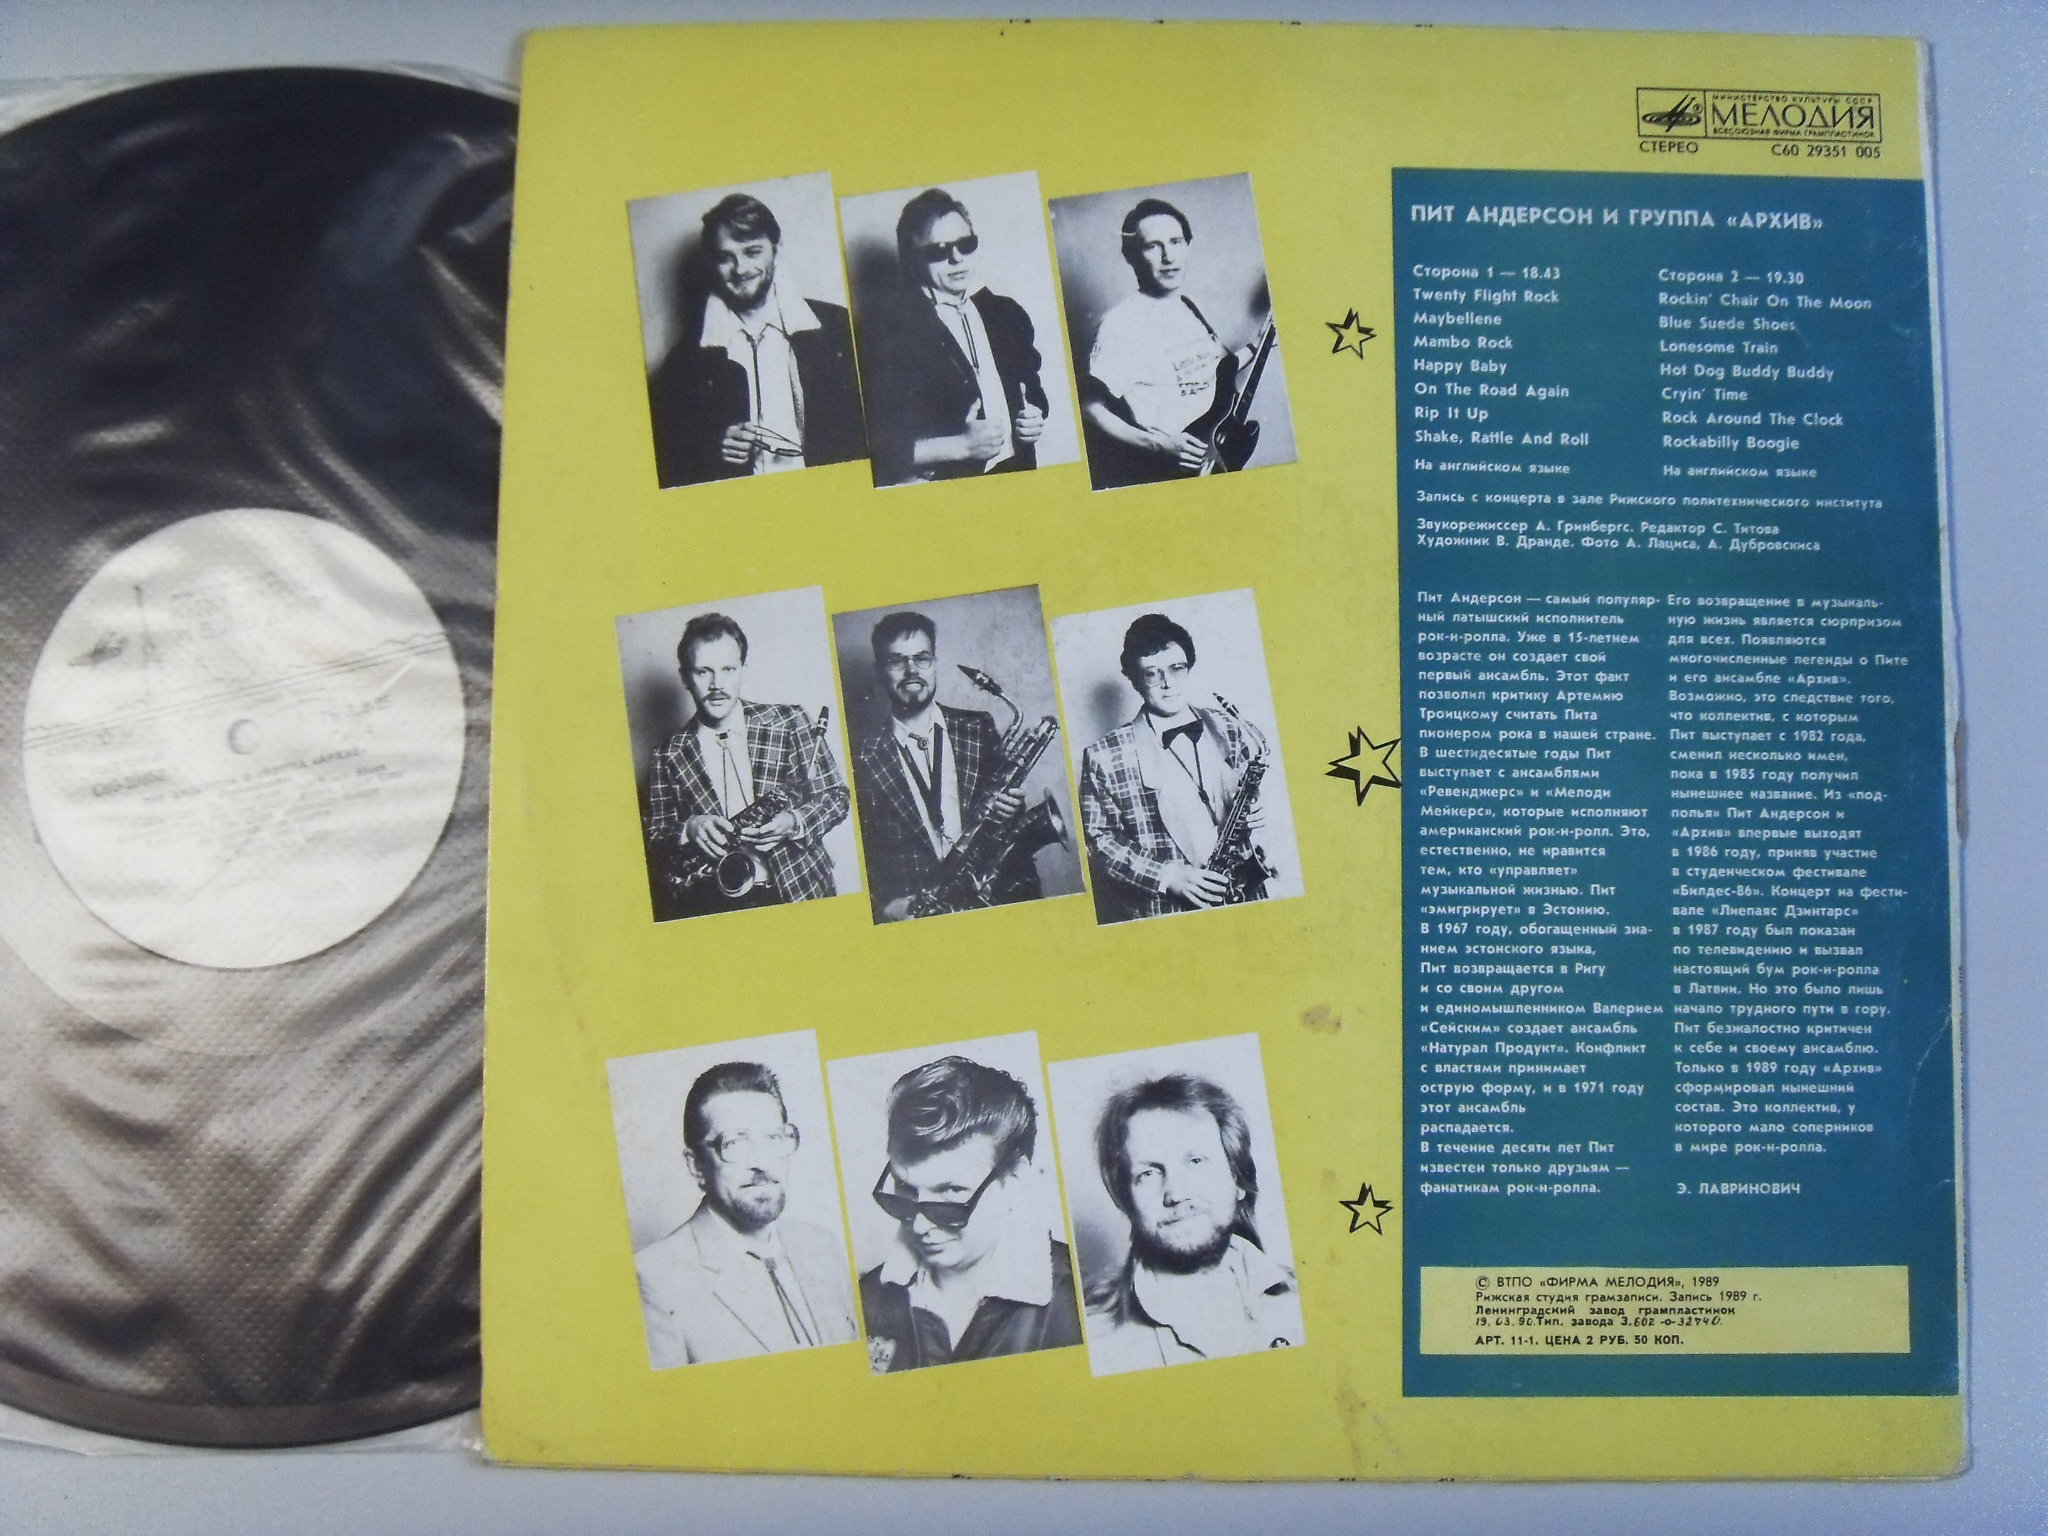 МИНИСТЕРСТВО КУЛЬТУРЫ СССР
МЕЛОДИЯ
ВСЕСОЮЗНАЯ ФИРМА ГРАМПЛАСТИНОК
СТЕРЕО С60 29351 005
ПИТ АНДЕРСОН И ГРУППА «АРХИВ»
Сторона 1 — 18.43
Twenty Flight Rock
Maybellene
Mambo Rock
Happy Baby
On The Road Again
Rip It Up
Shake, Rattle And Roll
На английском языке
Сторона 2 — 19.30
Rockin' Chair On The Moon
Blue Suede Shoes
Lonesome Train
Hot Dog Buddy Buddy
Cryin' Time
Rock Around The Clock
Rockabilly Boogie
На английском языке
Запись с концерта в зале Рижского политехнического института
Звукорежиссер А. Гринбергс. Редактор С. Титова
Художник В. Дранде. Фото А. Лациса, А. Дубровскиса
Пит Андерсон — самый популяр-
ный латышский исполнитель
рок-н-ролла. Уже в 15-летнем
возрасте он создает свой
первый ансамбль. Этот факт
позволил критику Артемию
Троицкому считать Пита
пионером рока в нашей стране.
В шестидесятые годы Пит
выступает с ансамблями
«Ревенджерс» и «Мелоди
Мейкерс», которые исполняют
американский рок-н-ролл. Это,
естественно, не нравится
тем, кто «управляет»
музыкальной жизнью. Пит
«эмигрирует» в Эстонию.
В 1967 году, обогащенный зна-
нием эстонского языка,
Пит возвращается в Ригу
и со своим другом
и единомышленником Валерием
«Сейским» создает ансамбль
«Натурал Продукт». Конфликт
с властями принимает
острую форму, и в 1971 году
этот ансамбль
распадается.
В течение десяти лет Пит
известен только друзьям —
фанатикам рок-н-ролла.
Его возвращение в музыкаль-
ную жизнь является сюрпризом
для всех. Появляются
многочисленные легенды о Пите
и его ансамбле «Архив».
Возможно, это следствие того,
что коллектив, с которым
Пит выступает с 1982 года,
сменил несколько имен,
пока в 1985 году получил
нынешнее название. Из «под-
полья» Пит Андерсон и
«Архив» впервые выходят
в 1986 году, приняв участие
в студенческом фестивале
«Билдес-86». Концерт на фести-
вале «Лиепаяс Дзинтарс»
в 1987 году был показан
по телевидению и вызвал
настоящий бум рок-н-ролла
в Латвии. Но это было лишь
начало трудного пути в гору.
Пит безжалостно критичен
к себе и своему ансамблю.
Только в 1989 году «Архив»
сформировал нынешний
состав. Это коллектив, у
которого мало соперников
в мире рок-н-ролла.
Э. ЛАВРИНОВИЧ
© ВТПО «ФИРМА МЕЛОДИЯ», 1989
Рижская студия грамзаписи. Запись 1989 г.
Ленинградский завод грампластинок
19.03.90. Тип. завода З.602-0-32740.
АРТ. 11-1. ЦЕНА 2 РУБ. 50 КОП.